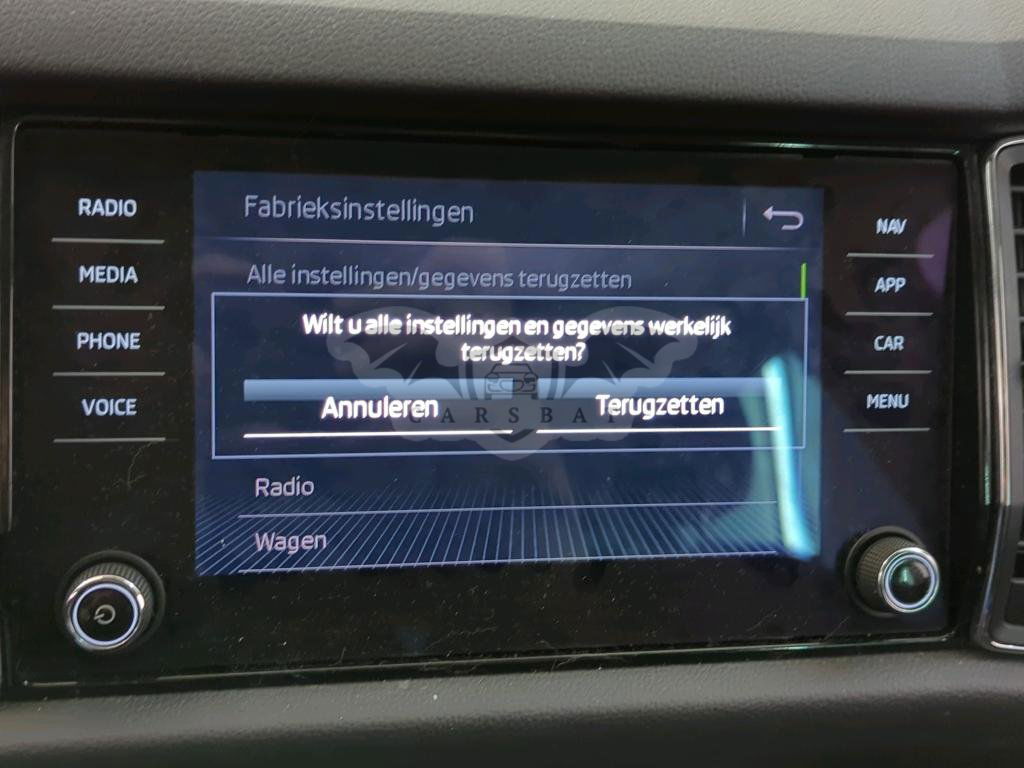 RADIO
MEDIA
PHONE
VOICE
Fabrieksinstellingen
Alle instellingen/gegevens terugzetten
Wilt u alle instellingen en gegevens werkelijk
terugzetten?
Annuleren
Terugzetten
CARSBAT
Radio
Wagen
NAV
APP
CAR
MENU